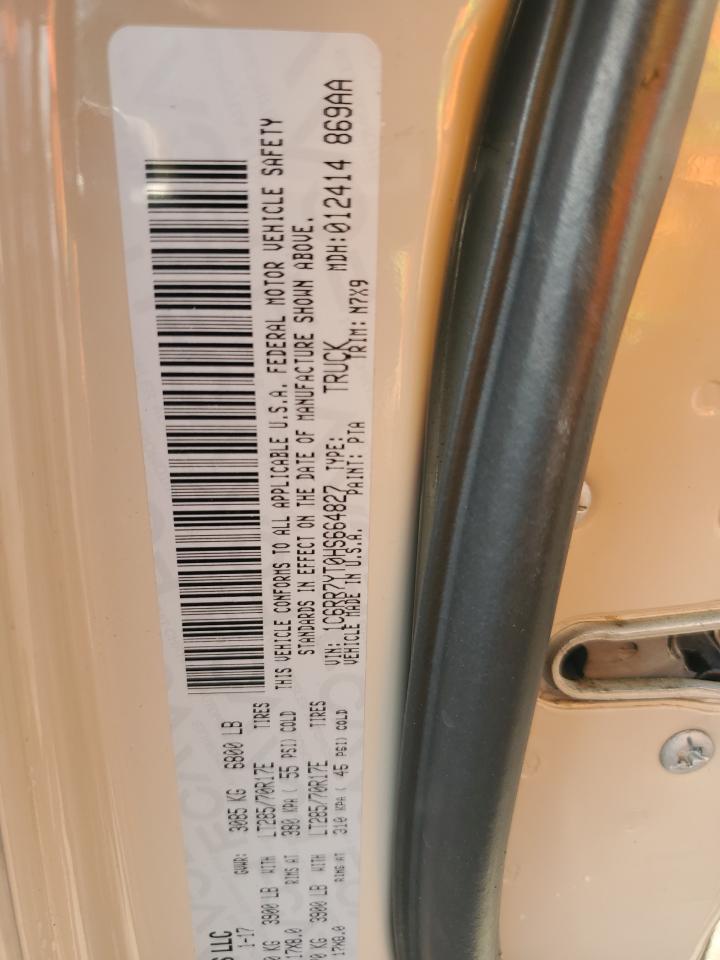 S LLC
1-17 GVWR: 3085 KG 6800 LB
KG 3900 LB WITH LT285/70R17E TIRES
17X8.0 RIMS AT 380 KPA ( 55 PSI) COLD
0 KG 3900 LB WITH LT285/70R17E TIRES
17X8.0 RIMS AT 310 KPA ( 45 PSI) COLD
THIS VEHICLE CONFORMS TO ALL APPLICABLE U.S.A. FEDERAL MOTOR VEHICLE SAFETY
STANDARDS IN EFFECT ON THE DATE OF MANUFACTURE SHOWN ABOVE.
VIN: 1C6RR7YT0HS664827 TYPE: TRUCK MDH:012414 869AA
VEHICLE MADE IN U.S.A. PAINT: PTA TRIM: N7X9